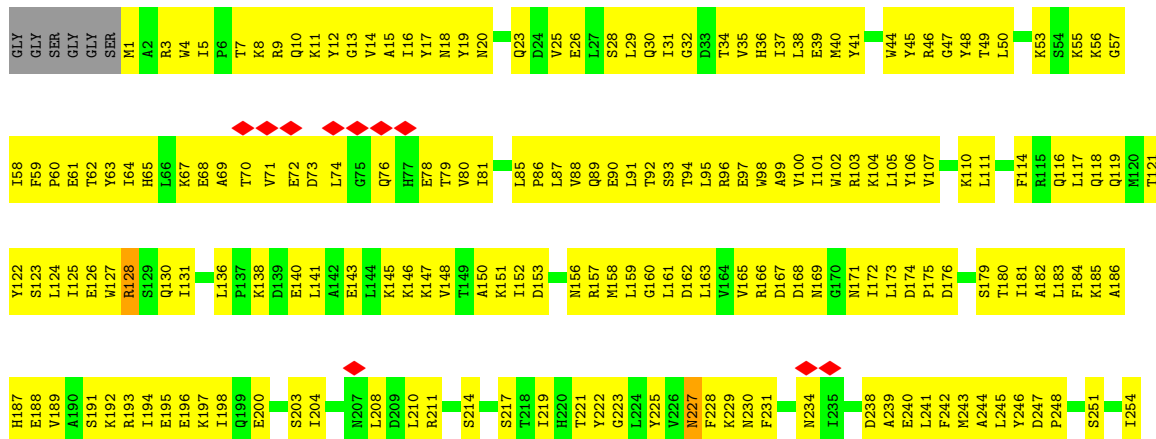 GLY GLY SER GLY GLY SER M1 A2 R3 W4 I5 P6 T7 K8 R9 Q10 K11 Y12 G13 V14 A15 I16 Y17 N18 Y19 N20 Q23 D24 V25 E26 L27 S28 L29 Q30 I31 G32 D33 T34 V35 H36 I37 L38 E39 M40 Y41 W44 Y45 R46 G47 Y48 T49 L50 K53 S54 K55 K56 G57
I58 F59 P60 E61 T62 Y63 I64 H65 L66 K67 E68 A69 T70 V71 E72 D73 L74 G75 Q76 H77 E78 T79 V80 I81 L85 P86 L87 V88 Q89 E90 L91 T92 S93 T94 L95 R96 E97 W98 A99 V100 I101 W102 R103 K104 L105 Y106 V107 K110 L111 F114 R115 Q116 L117 Q118 Q119 M120 T121
Y122 S123 L124 I125 E126 W127 R128 S129 Q130 I131 L136 P137 K138 D139 E140 L141 A142 E143 L144 K145 K146 K147 V148 T149 A150 K151 I152 D153 N156 R157 M158 L159 G160 L161 D162 L163 V164 V165 R166 D167 D168 N169 G170 N171 I172 L173 D174 P175 D176 S179 T180 I181 A182 L183 F184 K185 A186
H187 E188 V189 A190 S191 K192 R193 I194 E195 E196 K197 I198 Q199 E200 S203 I204 N207 L208 D209 L210 R211 S214 S217 T218 I219 H220 T221 Y222 G223 L224 Y225 V226 N227 F228 K229 N230 F231 N234 I235 D238 A239 E240 L241 F242 M243 A244 L245 Y246 D247 P248 S251 I254